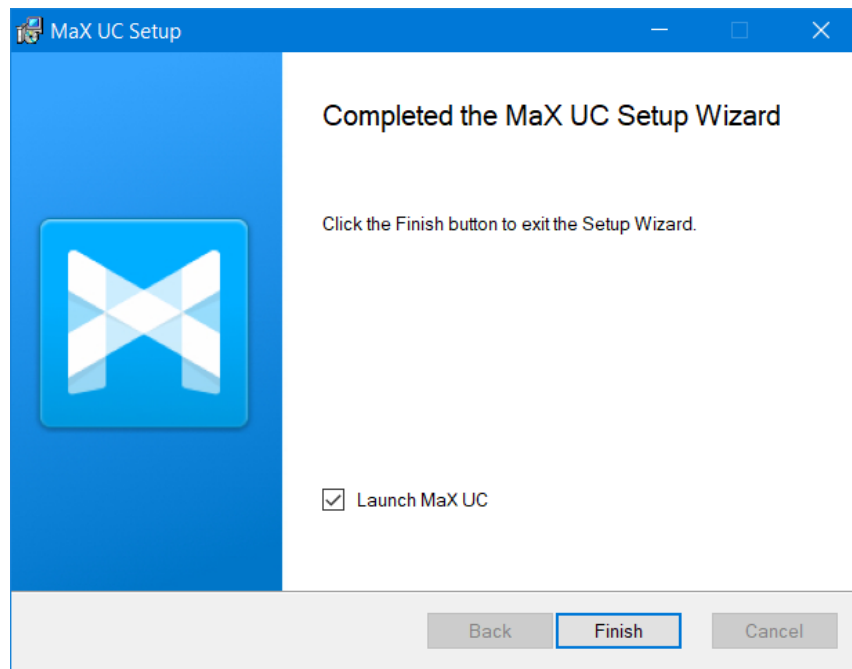 MaX UC Setup
Completed the MaX UC Setup Wizard
Click the Finish button to exit the Setup Wizard.
Launch MaX UC
Back Finish Cancel